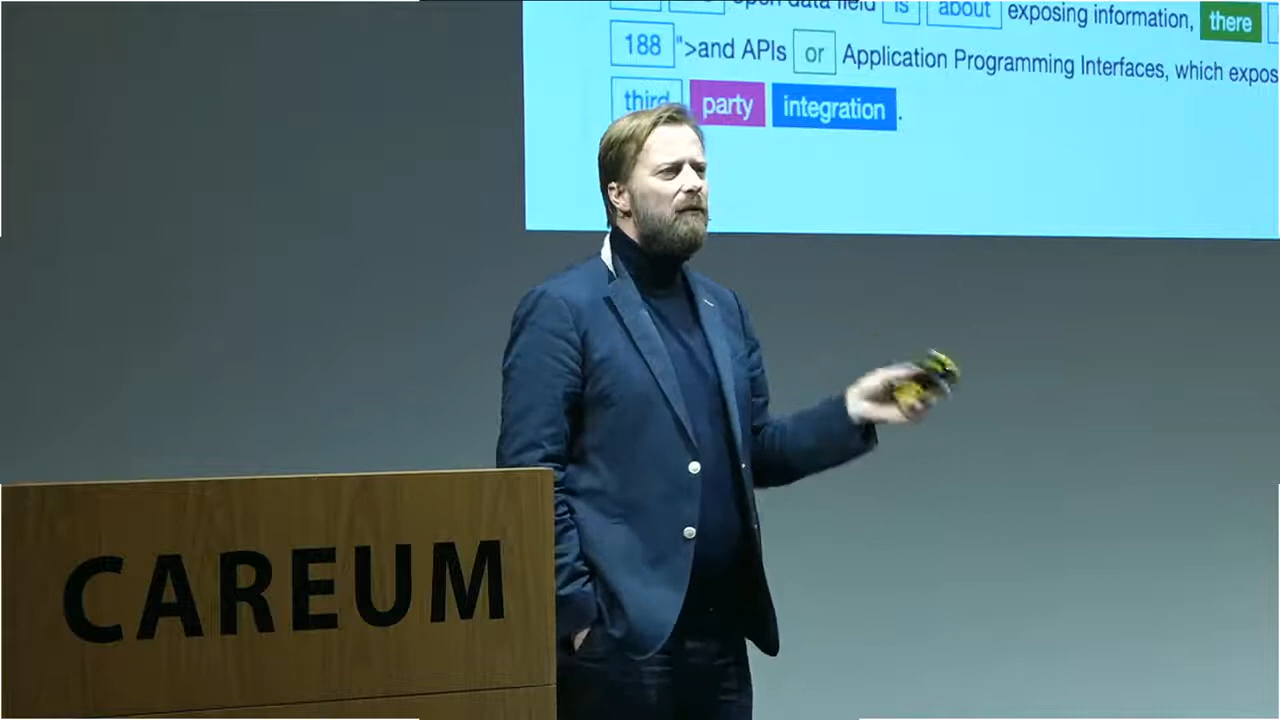 open data field is about exposing information, there
188 ">and APIs or Application Programming Interfaces, which expos
third party integration.
CAREUM